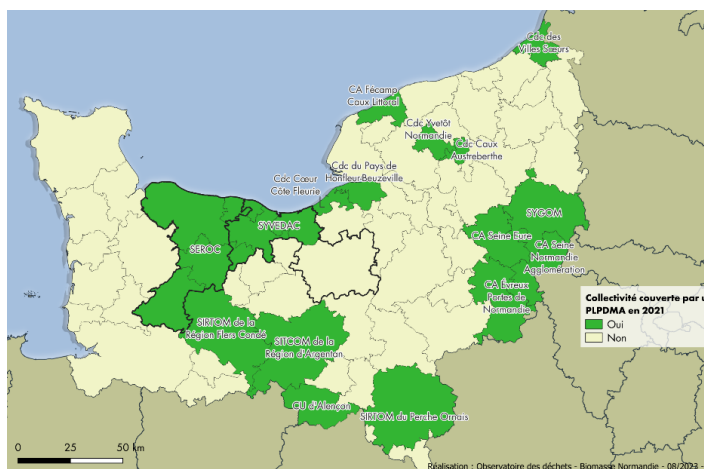 Cdc des
Villes Sœurs
CA Fécamp
Caux Littoral
Cdc Yvetôt
Normandie
Cdc Caux
Austreberthe
Cdc du Pays de
Honfleur-Beuzeville
Cdc Cœur
Côte Fleurie
SYGOM
SYVEDAC
SEROC
CA Seine Eure
CA Seine
Normandie
Agglomération
CA Évreux
Portes de
Normandie
Collectivité couverte par u
PLPDMA en 2021
Oui
Non
SIRTOM de la
Région Flers Condé
SITCOM de la
Région d'Argentan
CU d'Alençon
SIRTOM du Perche Ornais
0 25 50 km
Réalisation : Observatoire des déchets - Biomasse Normandie - 08/2023 -